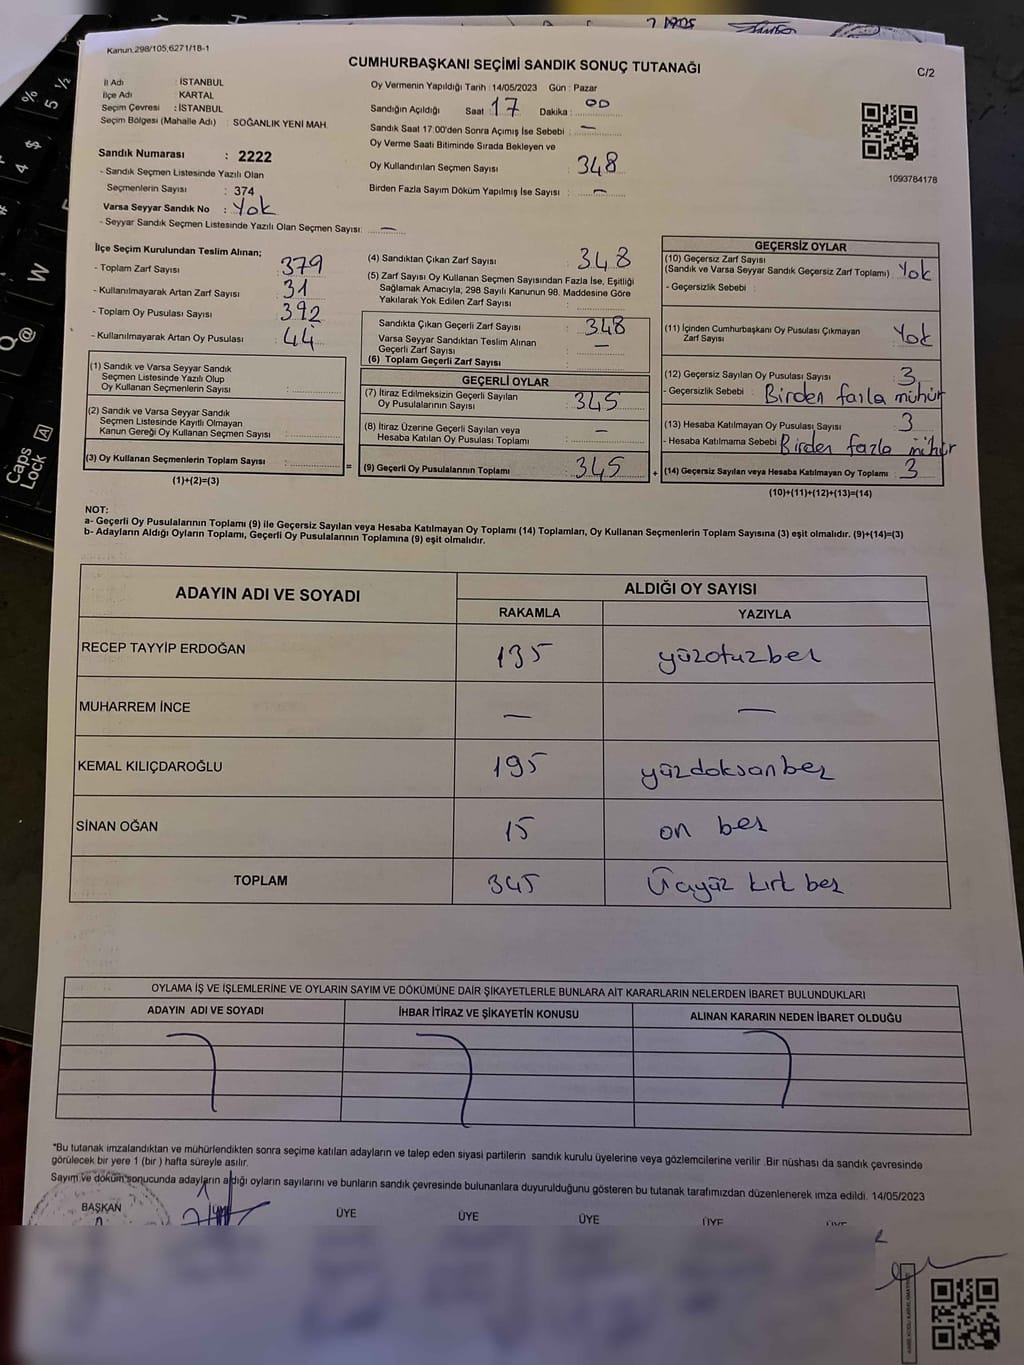 Kanun.298/105,6271/18-1
CUMHURBAŞKANI SEÇİMİ SANDIK SONUÇ TUTANAĞI
C/2
İl Adı : İSTANBUL
İlçe Adı : KARTAL
Seçim Çevresi : İSTANBUL
Seçim Bölgesi (Mahalle Adı) : SOĞANLIK YENİ MAH.
Oy Vermenin Yapıldığı Tarih : 14/05/2023 Gün : Pazar
Sandığın Açıldığı Saat 17 Dakika : 00
Sandık Saat 17.00'den Sonra Açımış İse Sebebi : —
Oy Verme Saati Bitiminde Sırada Bekleyen ve
Oy Kullandırılan Seçmen Sayısı : 348
Birden Fazla Sayım Döküm Yapılmış İse Sayısı : —
1093784178
Sandık Numarası : 2222
- Sandık Seçmen Listesinde Yazılı Olan
Seçmenlerin Sayısı : 374
Varsa Seyyar Sandık No : Yok
- Seyyar Sandık Seçmen Listesinde Yazılı Olan Seçmen Sayısı: —
İlçe Seçim Kurulundan Teslim Alınan;
- Toplam Zarf Sayısı : 379
- Kullanılmayarak Artan Zarf Sayısı : 31
- Toplam Oy Pusulası Sayısı : 392
- Kullanılmayarak Artan Oy Pusulası : 44
(1) Sandık ve Varsa Seyyar Sandık
Seçmen Listesinde Yazılı Olup
Oy Kullanan Seçmenlerin Sayısı :
(2) Sandık ve Varsa Seyyar Sandık
Seçmen Listesinde Kayıtlı Olmayan
Kanun Gereği Oy Kullanan Seçmen Sayısı :
(3) Oy Kullanan Seçmenlerin Toplam Sayısı :
(1)+(2)=(3)
(4) Sandıktan Çıkan Zarf Sayısı : 348
(5) Zarf Sayısı Oy Kullanan Seçmen Sayısından Fazla İse, Eşitliği
Sağlamak Amacıyla, 298 Sayılı Kanunun 98. Maddesine Göre
Yakılarak Yok Edilen Zarf Sayısı :
Sandıkta Çıkan Geçerli Zarf Sayısı : 348
Varsa Seyyar Sandıktan Teslim Alınan
Geçerli Zarf Sayısı : —
(6) Toplam Geçerli Zarf Sayısı :
GEÇERLİ OYLAR
(7) İtiraz Edilmeksizin Geçerli Sayılan
Oy Pusulalarının Sayısı : 345
(8) İtiraz Üzerine Geçerli Sayılan veya
Hesaba Katılan Oy Pusulası Toplamı : —
= (9) Geçerli Oy Pusulalarının Toplamı : 345 +
GEÇERSİZ OYLAR
(10) Geçersiz Zarf Sayısı
(Sandık ve Varsa Seyyar Sandık Geçersiz Zarf Toplamı) : Yok
- Geçersizlik Sebebi :
(11) İçinden Cumhurbaşkanı Oy Pusulası Çıkmayan
Zarf Sayısı : Yok
(12) Geçersiz Sayılan Oy Pusulası Sayısı : 3
- Geçersizlik Sebebi : Birden fazla mühür
(13) Hesaba Katılmayan Oy Pusulası Sayısı : 3
- Hesaba Katılmama Sebebi : Birden fazla mühür
(14) Geçersiz Sayılan veya Hesaba Katılmayan Oy Toplamı : 3
(10)+(11)+(12)+(13)=(14)
NOT:
a- Geçerli Oy Pusulalarının Toplamı (9) ile Geçersiz Sayılan veya Hesaba Katılmayan Oy Toplamı (14) Toplamları, Oy Kullanan Seçmenlerin Toplam Sayısına (3) eşit olmalıdır. (9)+(14)=(3)
b- Adayların Aldığı Oyların Toplamı, Geçerli Oy Pusulalarının Toplamına (9) eşit olmalıdır.
ADAYIN ADI VE SOYADI
ALDIĞI OY SAYISI
RAKAMLA YAZIYLA
RECEP TAYYİP ERDOĞAN 135 yüzotuzbeş
MUHARREM İNCE — —
KEMAL KILIÇDAROĞLU 195 yüzdoksanbeş
SİNAN OĞAN 15 on beş
TOPLAM 345 Üçyüz kırk beş
OYLAMA İŞ VE İŞLEMLERİNE VE OYLARIN SAYIM VE DÖKÜMÜNE DAİR ŞİKAYETLERLE BUNLARA AİT KARARLARIN NELERDEN İBARET BULUNDUKLARI
ADAYIN ADI VE SOYADI İHBAR İTİRAZ VE ŞİKAYETİN KONUSU ALINAN KARARIN NEDEN İBARET OLDUĞU
*Bu tutanak imzalandıktan ve mühürlendikten sonra seçime katılan adayların ve talep eden siyasi partilerin sandık kurulu üyelerine veya gözlemcilerine verilir .Bir nüshası da sandık çevresinde
görülecek bir yere 1 (bir ) hafta süreyle asılır.
Sayım ve döküm sonucunda adayların aldığı oyların sayılarını ve bunların sandık çevresinde bulunanlara duyurulduğunu gösteren bu tutanak tarafımızdan düzenlenerek imza edildi. 14/05/2023
BAŞKAN ÜYE ÜYE ÜYE ÜYE ÜYE
Caps
Lock
A
W
Q
@
%
5
½
$
4
#